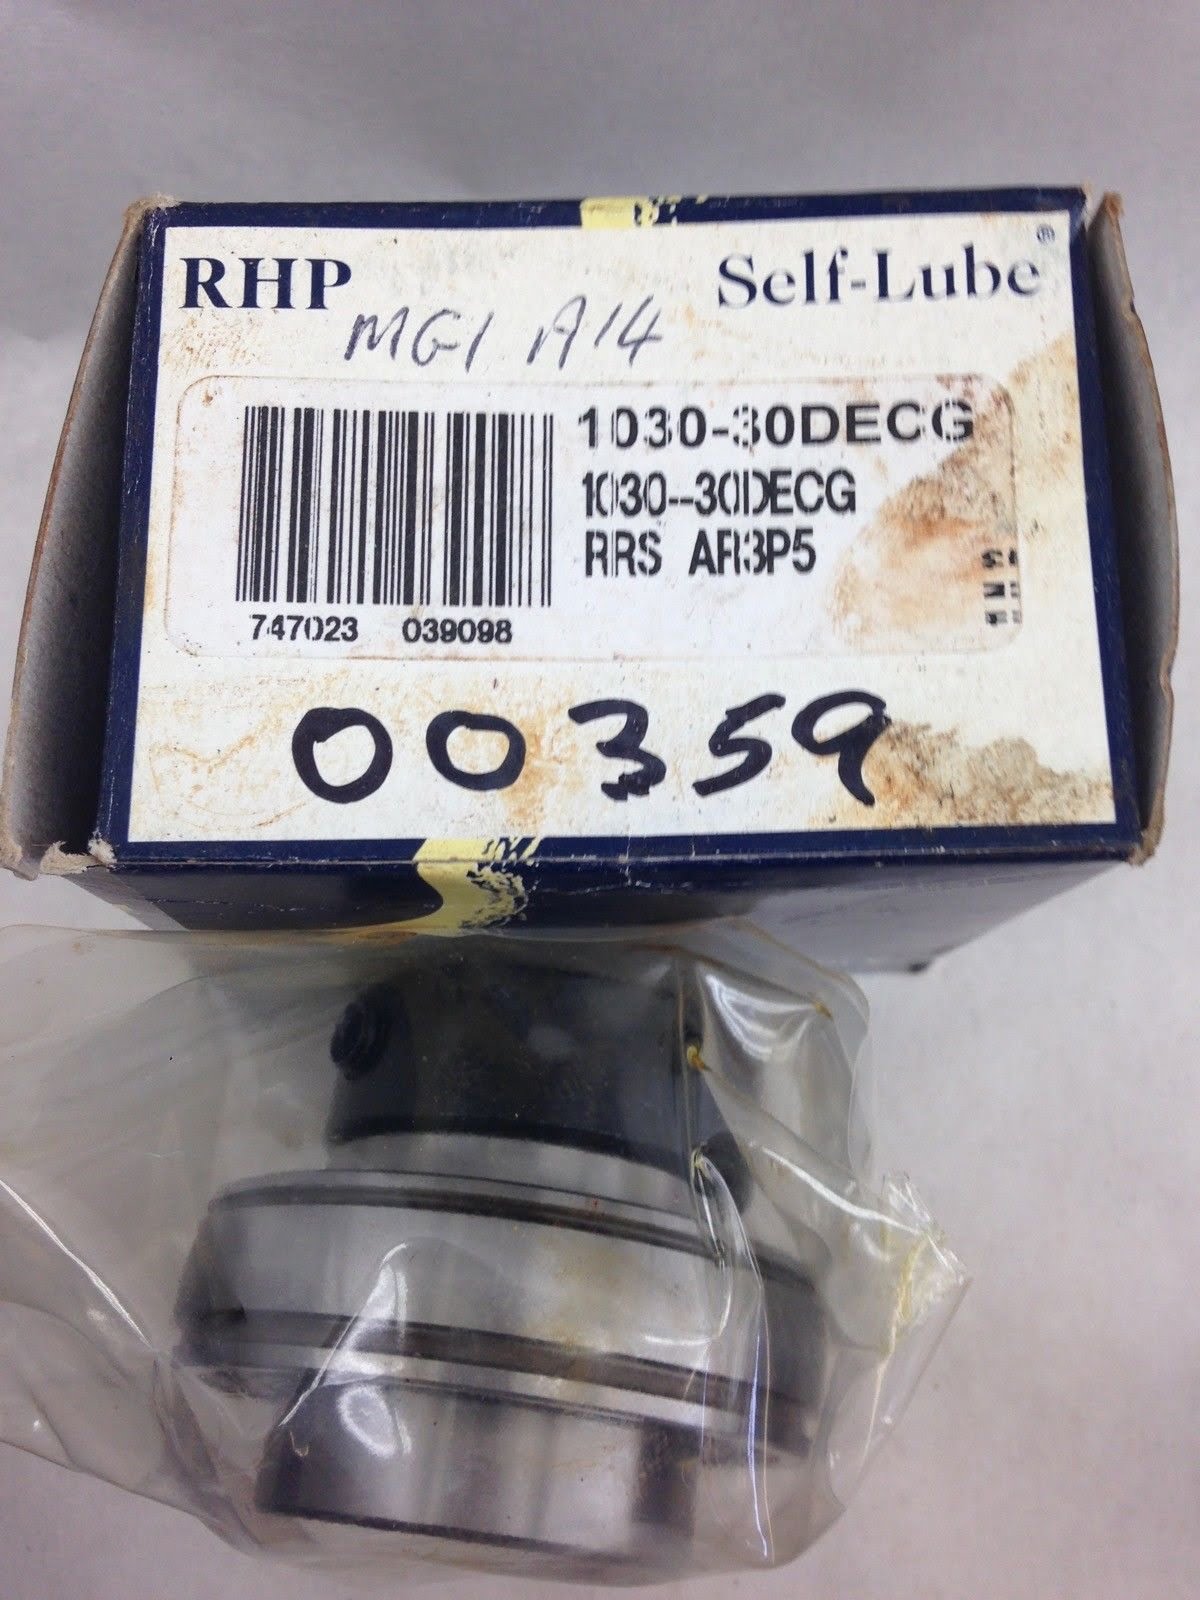 RHP
Self-Lube®
MG1 A14
1030-30DECG
1030--30DECG
RRS AR3P5
747023 039098
00359